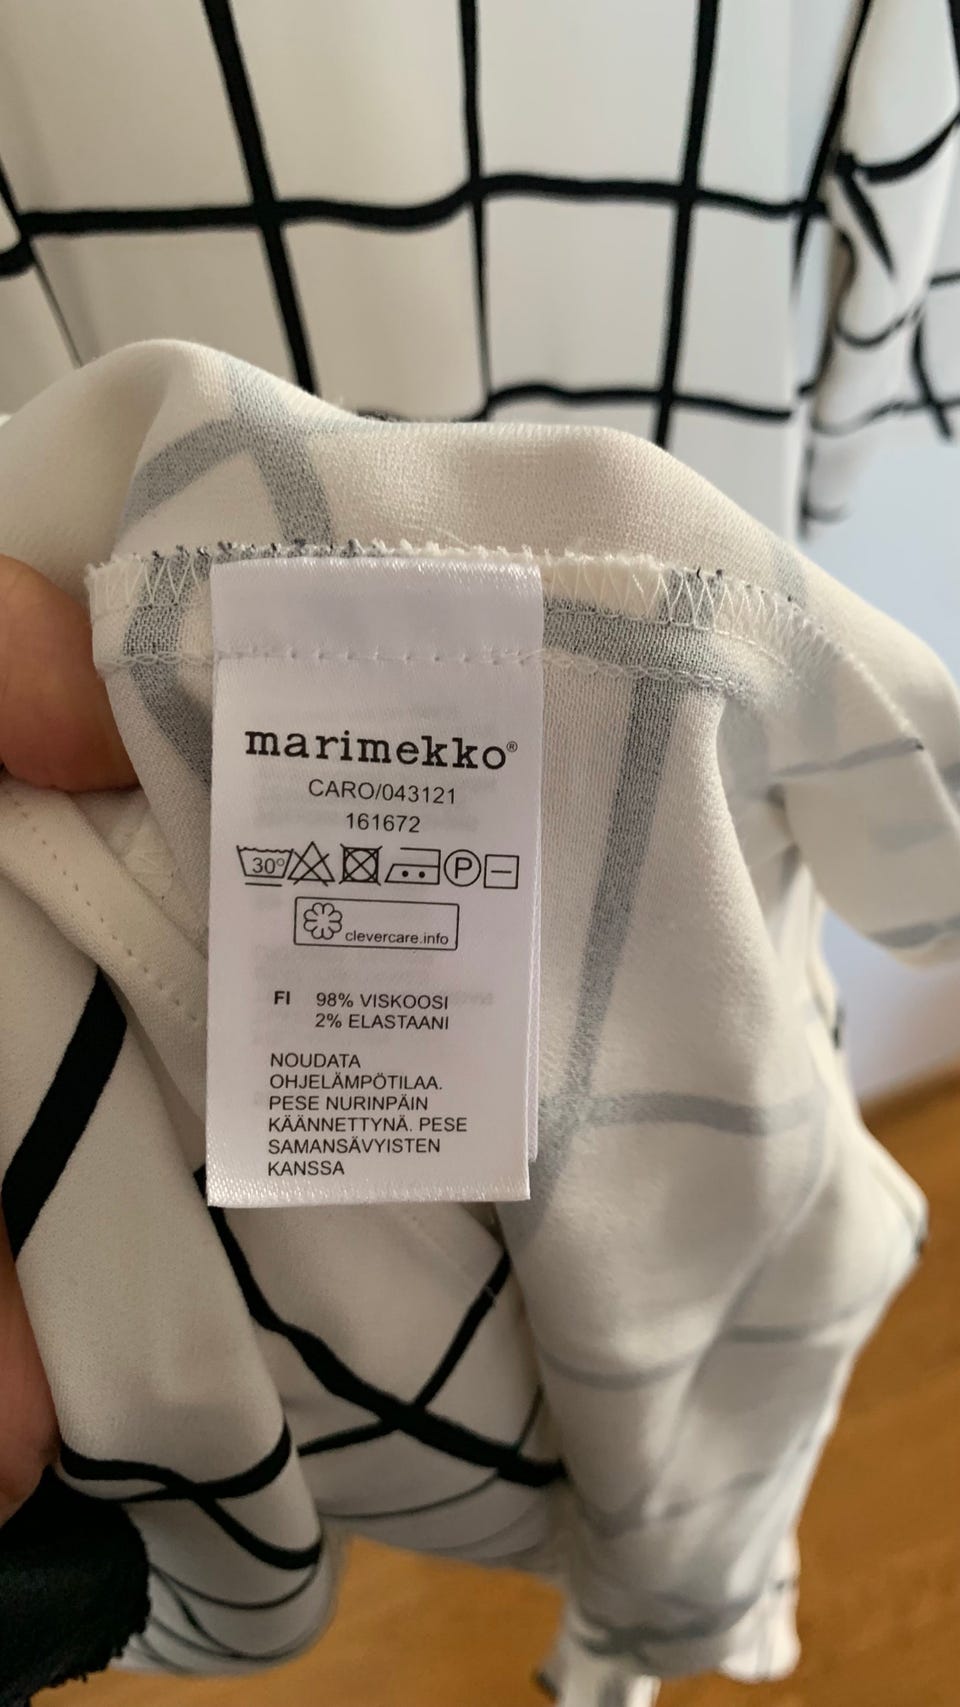 marimekko®
CARO/043121
161672
30° P
clevercare.info
FI 98% VISKOOSI
2% ELASTAANI
NOUDATA
OHJELÄMPÖTILAA.
PESE NURINPÄIN
KÄÄNNETTYNÄ. PESE
SAMANSÄVYISTEN
KANSSA